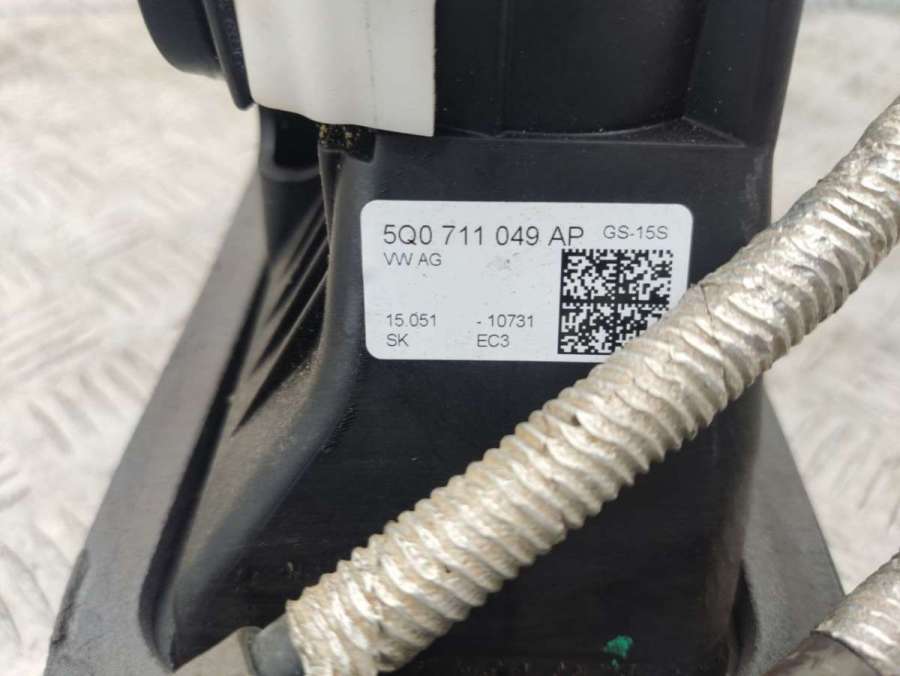 5Q0 711 049 AP GS-15S
VW AG
15.051 - 10731
SK EC3